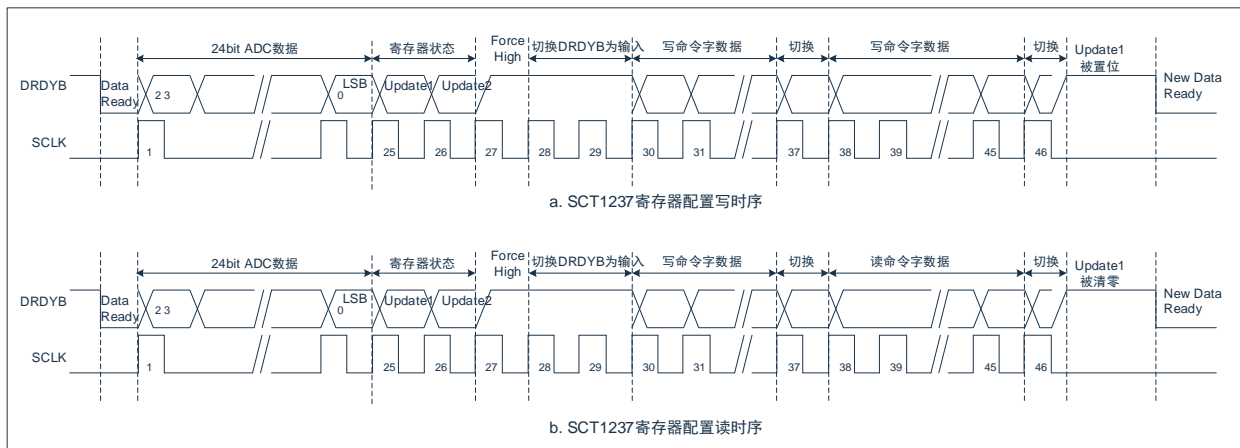 24bit ADC数据
寄存器状态
Force
High
切换DRDYB为输入
写命令字数据
切换
写命令字数据
切换
Update1
被置位
DRDYB
Data
Ready
23
LSB
0
Update1
Update2
New Data
Ready
SCLK
1
25
26
27
28
29
30
31
37
38
39
45
46
a. SCT1237寄存器配置写时序
24bit ADC数据
寄存器状态
Force
High
切换DRDYB为输入
写命令字数据
切换
读命令字数据
切换
Update1
被清零
DRDYB
Data
Ready
23
LSB
0
Update1
Update2
New Data
Ready
SCLK
1
25
26
27
28
29
30
31
37
38
39
45
46
b. SCT1237寄存器配置读时序